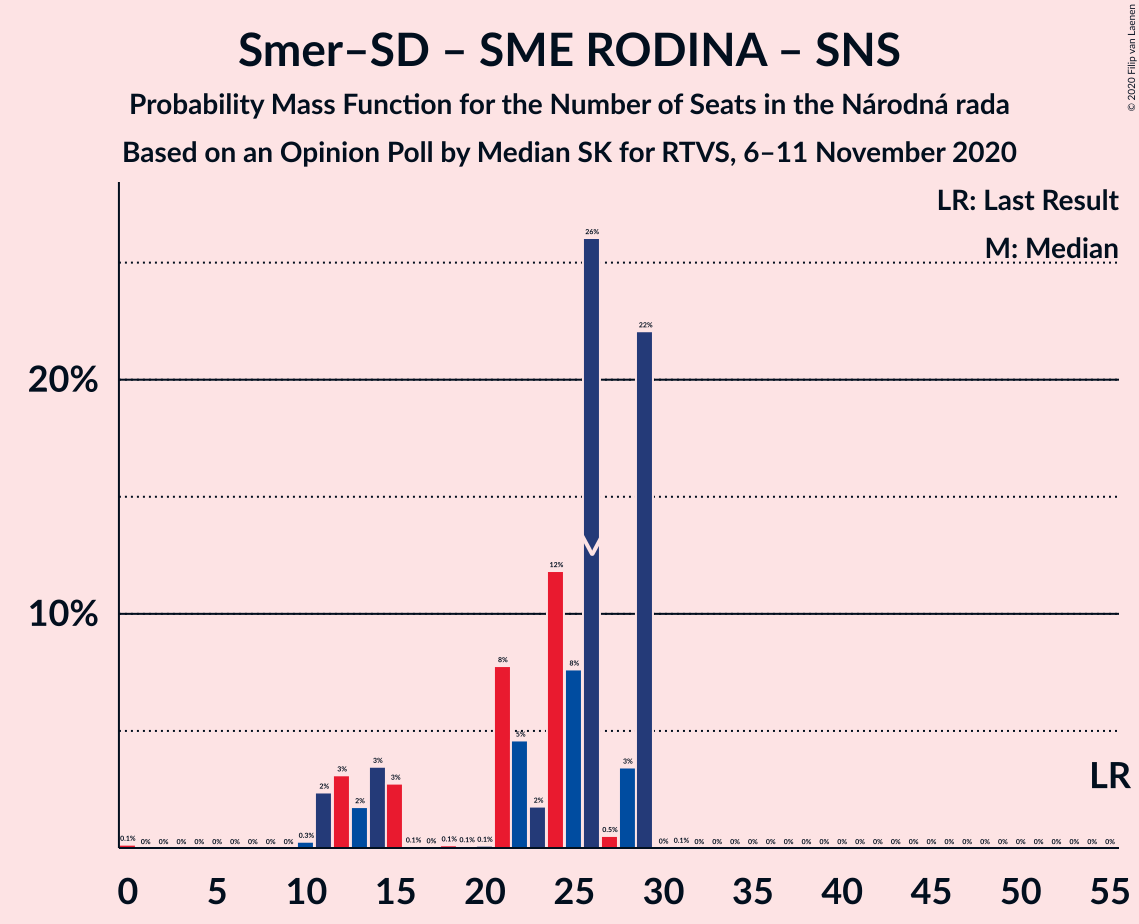 Smer–SD – SME RODINA – SNS
Probability Mass Function for the Number of Seats in the Národná rada
Based on an Opinion Poll by Median SK for RTVS, 6–11 November 2020
© 2020 Filip van Laenen
LR: Last Result
M: Median
26%
22%
20%
12%
M
10%
8% 8%
5%
3% 3% 3% 3%
2% 2% 2%
LR
0.1% 0% 0% 0% 0% 0% 0% 0% 0% 0% 0.3% 0.1% 0% 0.1% 0.1% 0.1% 0.5% 0% 0.1% 0% 0% 0% 0% 0% 0% 0% 0% 0% 0% 0% 0% 0% 0% 0% 0% 0% 0% 0% 0% 0% 0% 0% 0% 0%
0 5 10 15 20 25 30 35 40 45 50 55